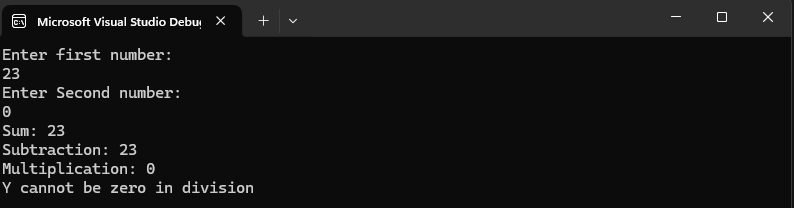 Microsoft Visual Studio Debug
Enter first number:
23
Enter Second number:
0
Sum: 23
Subtraction: 23
Multiplication: 0
Y cannot be zero in division